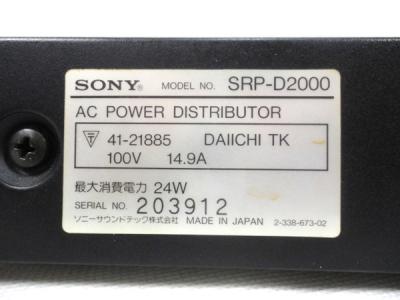 SONY MODEL NO. SRP-D2000
AC POWER DISTRIBUTOR
41-21885 DAIICHI TK
100V 14.9A
最大消費電力 24W
SERIAL NO. 203912
ソニーサウンドテック株式会社 MADE IN JAPAN 2-338-673-02